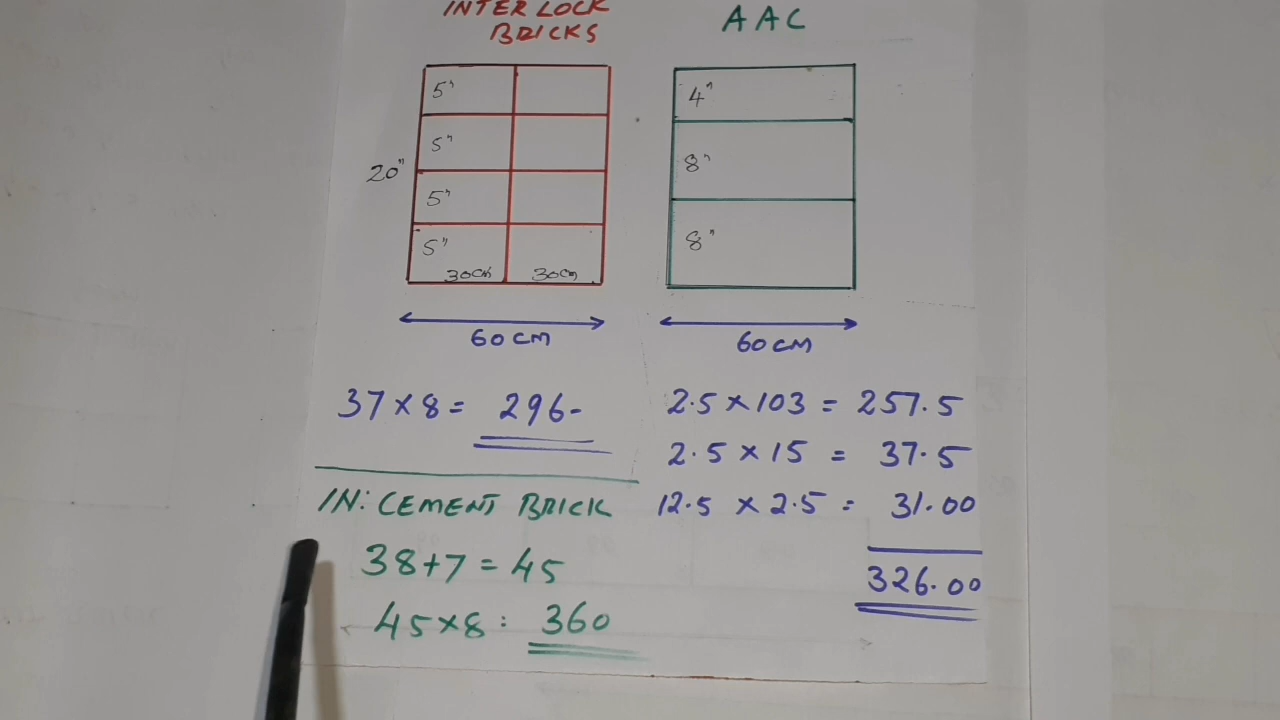 INTERLOCK
BRICKS
5"
5"
20"
5"
5"
30cm 30cm
60 CM
37 × 8 = 296-
IN: CEMENT BRICK
38+7 = 45
45×8 : 360
AAC
4"
8"
8"
60 CM
2.5 × 103 = 257.5
2.5 × 15 = 37.5
12.5 × 2.5 = 31.00
326.00